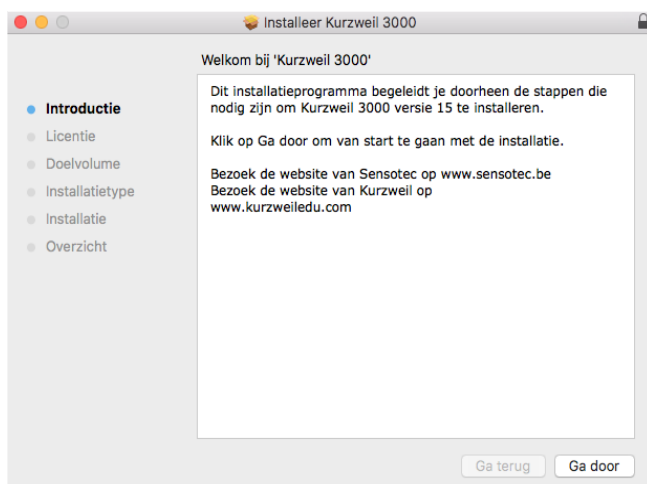 Installeer Kurzweil 3000
Welkom bij 'Kurzweil 3000'
Introductie
Licentie
Doelvolume
Installatietype
Installatie
Overzicht
Dit installatieprogramma begeleidt je doorheen de stappen die
nodig zijn om Kurzweil 3000 versie 15 te installeren.
Klik op Ga door om van start te gaan met de installatie.
Bezoek de website van Sensotec op www.sensotec.be
Bezoek de website van Kurzweil op
www.kurzweiledu.com
Ga terug
Ga door